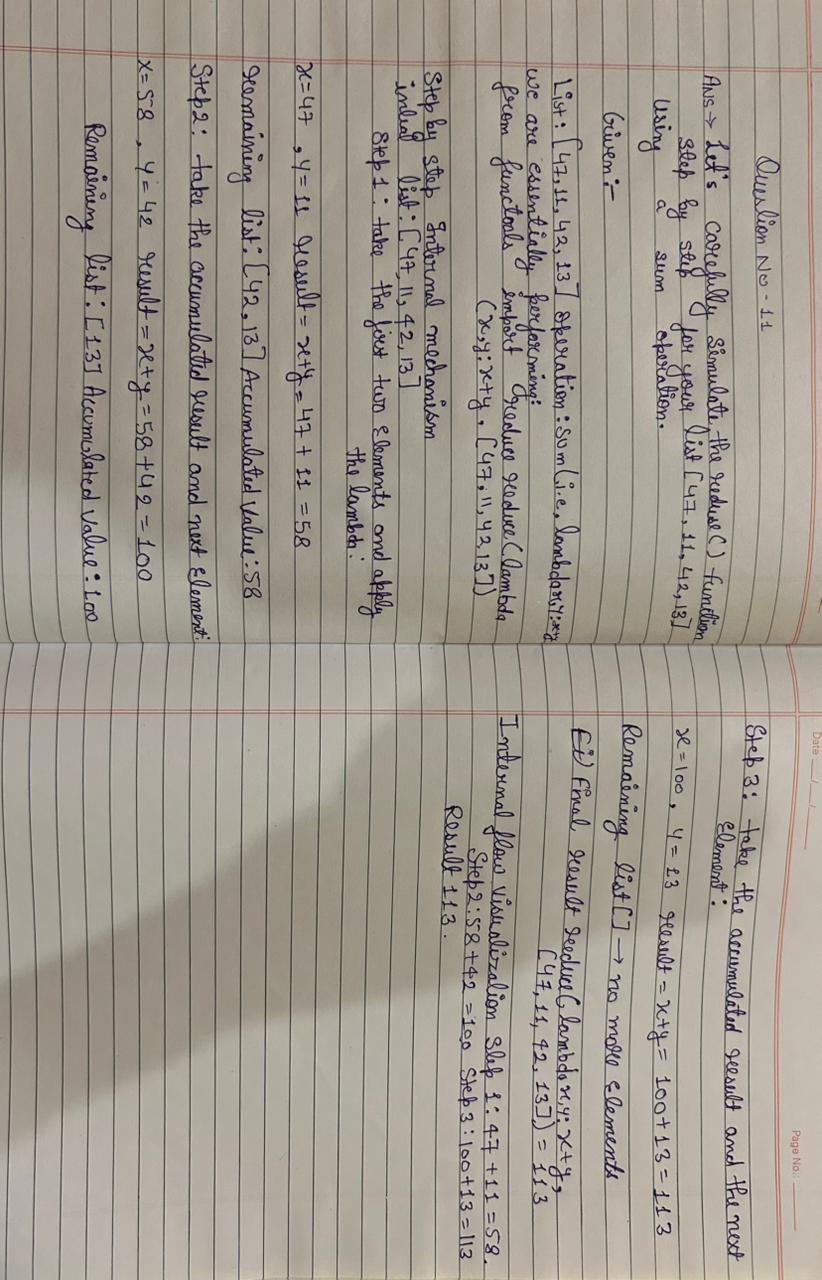 Question No - 11
Ans → Let's carefully simulate the reduse() function
step by step for your list [47, 11, 42, 13]
using a sum operation.
Given :-
List : [47, 11, 42, 13] operation : Sum (i.e, lambda x, y: x+y
we are essentially performing:
from functools import reduce reduce (lambda
(x, y: x+y, [47, 11, 42, 13])
Step by step Internal mechanism
initial list : [47, 11, 42, 13]
Step 1 : take the first two elements and apply
the lambda:
x=47 , y=11 result = x+y = 47 + 11 = 58
remaining list : [42, 13] Accumulated value : 58
Step 2 : take the accumulated result and next element:
x=58 , y=42 result = x+y = 58+42 = 100
Remaining list : [13] Accumulated value : 100
Date __/__/__
Page No.:
Step 3 : take the accumulated result and the next
element :
x=100 , y=13 result = x+y = 100+13 = 113
Remaining list [ ] → no more elements
Final result reduce (lambda x, y: x+y,
[47, 11, 42, 13]) = 113
Internal flow visualization Step 1 : 47 + 11 = 58.
Step 2 : 58 + 42 = 100 Step 3 : 100+13 = 113
Result 113.